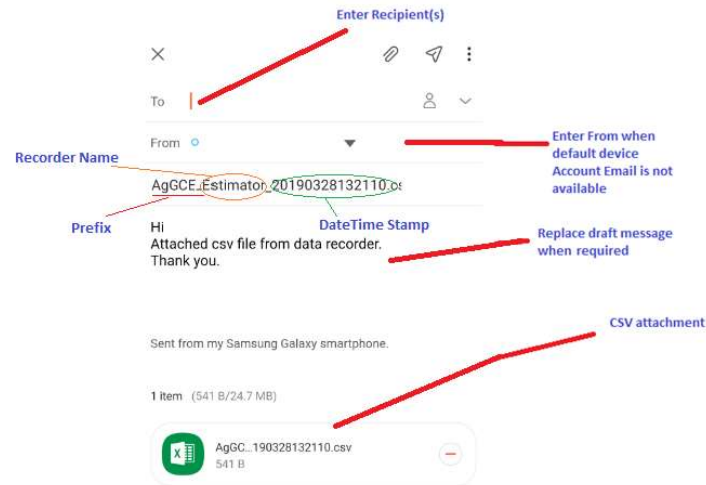 Enter Recipient(s)
To
From
Enter From when
default device
Account Email is not
available
Recorder Name
AgGCE_Estimator_20190328132110.cs
Prefix
DateTime Stamp
Hi
Attached csv file from data recorder.
Thank you.
Replace draft message
when required
CSV attachment
Sent from my Samsung Galaxy smartphone.
1 item (541 B/24.7 MB)
AgGC...190328132110.csv
541 B